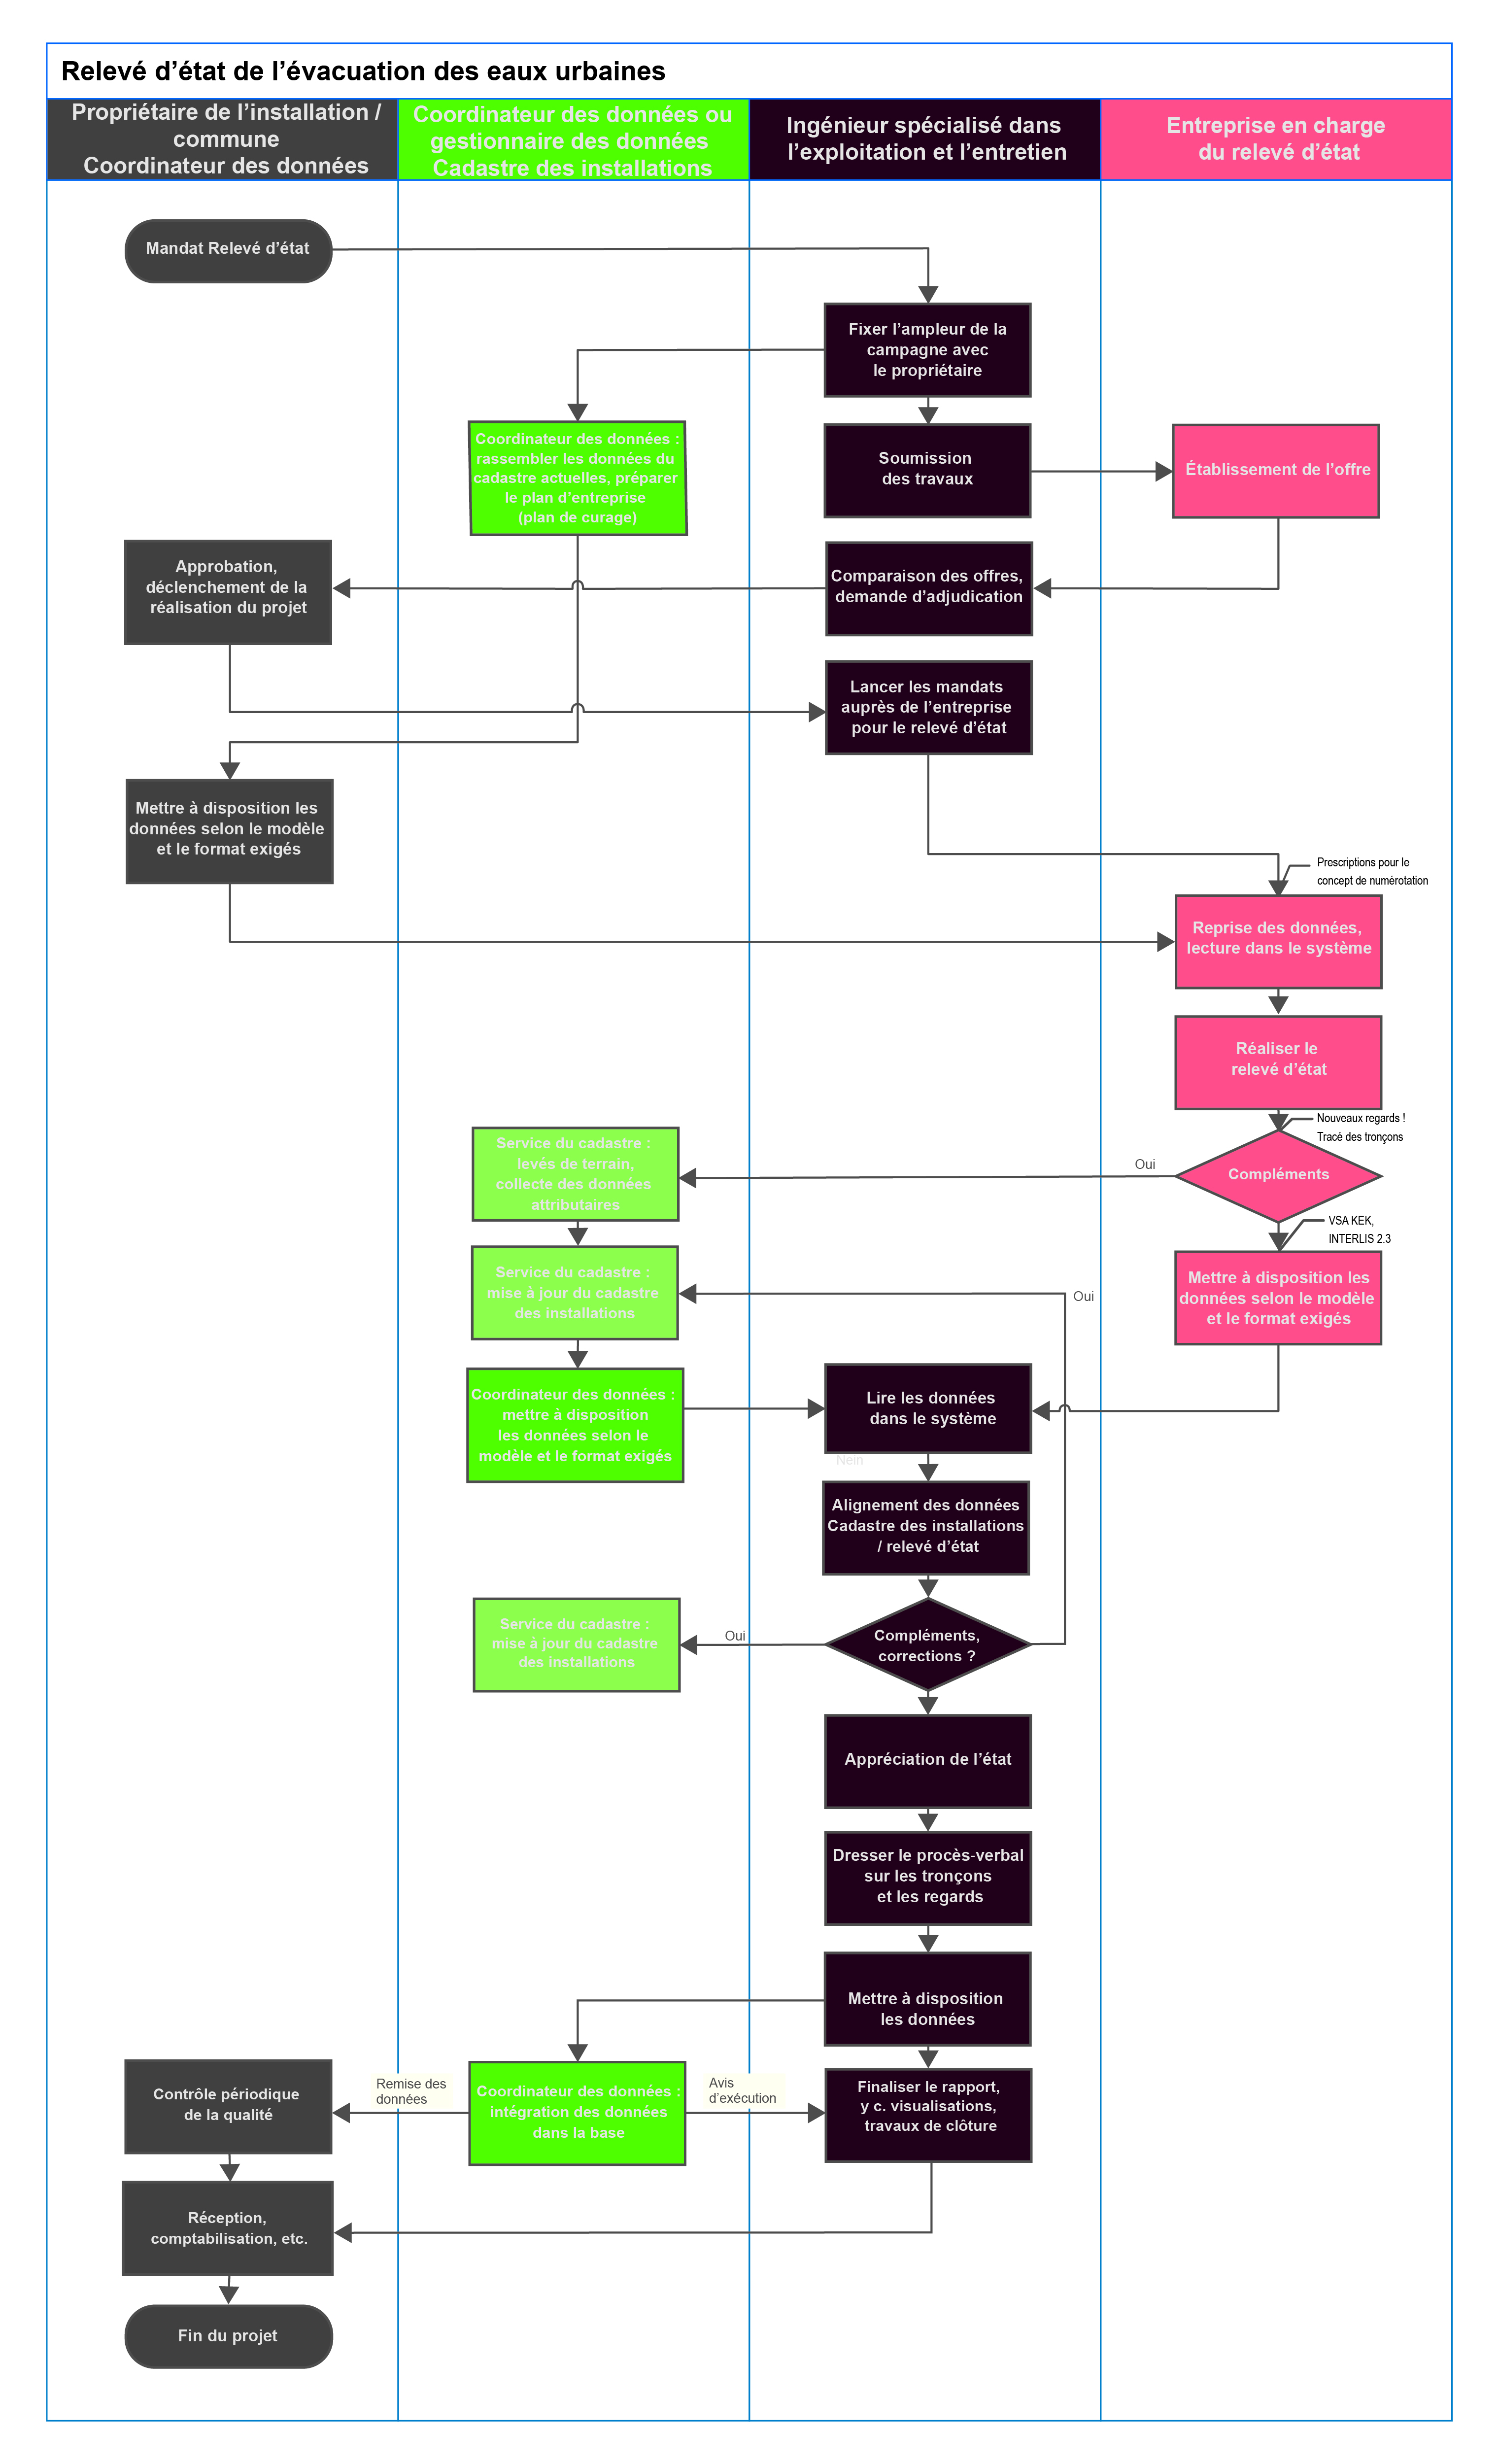 Relevé d’état de l’évacuation des eaux urbaines
Propriétaire de l’installation /
commune
Coordinateur des données
Coordinateur des données ou
gestionnaire des données
Cadastre des installations
Ingénieur spécialisé dans
l’exploitation et l’entretien
Entreprise en charge
du relevé d’état
Mandat Relevé d’état
Fixer l’ampleur de la
campagne avec
le propriétaire
Coordinateur des données :
rassembler les données du
cadastre actuelles, préparer
le plan d’entreprise
(plan de curage)
Soumission
des travaux
Établissement de l’offre
Approbation,
déclenchement de la
réalisation du projet
Comparaison des offres,
demande d’adjudication
Lancer les mandats
auprès de l’entreprise
pour le relevé d’état
Mettre à disposition les
données selon le modèle
et le format exigés
Prescriptions pour le
concept de numérotation
Reprise des données,
lecture dans le système
Réaliser le
relevé d’état
Nouveaux regards !
Tracé des tronçons
Compléments
Oui
Service du cadastre :
levés de terrain,
collecte des données
attributaires
VSA KEK,
INTERLIS 2.3
Service du cadastre :
mise à jour du cadastre
des installations
Oui
Mettre à disposition les
données selon le modèle
et le format exigés
Coordinateur des données :
mettre à disposition
les données selon le
modèle et le format exigés
Lire les données
dans le système
Nein
Alignement des données
Cadastre des installations
/ relevé d’état
Service du cadastre :
mise à jour du cadastre
des installations
Oui
Compléments,
corrections ?
Appréciation de l’état
Dresser le procès-verbal
sur les tronçons
et les regards
Mettre à disposition
les données
Contrôle périodique
de la qualité
Remise des
données
Coordinateur des données :
intégration des données
dans la base
Avis
d’exécution
Finaliser le rapport,
y c. visualisations,
travaux de clôture
Réception,
comptabilisation, etc.
Fin du projet